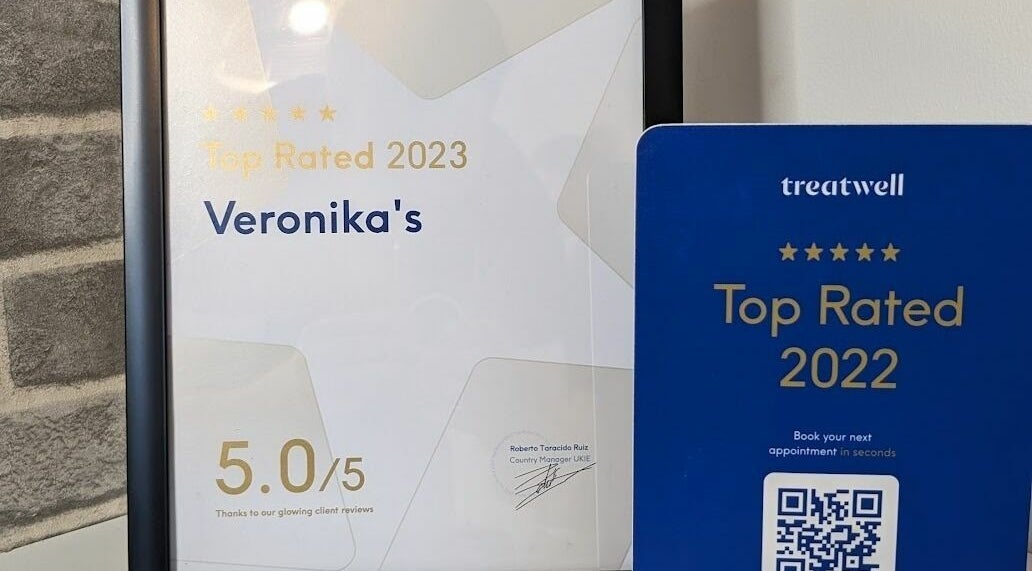 ★★★★★
Top Rated 2023
Veronika's
5.0/5
Thanks to our glowing client reviews
Roberto Taracido Ruiz
Country Manager UKIE
treatwell
★★★★★
Top Rated
2022
Book your next
appointment in seconds